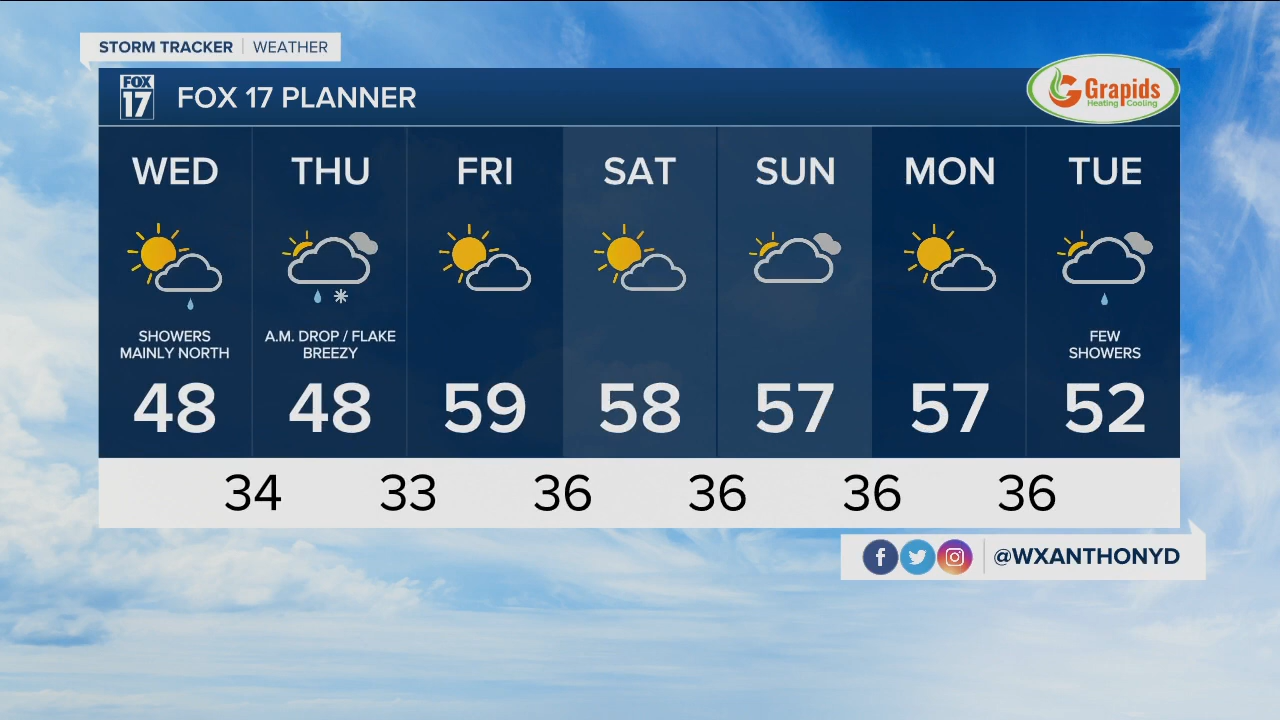 STORM TRACKER | WEATHER
FOX 17
FOX 17 PLANNER
Grapids
Heating Cooling
WED THU FRI SAT SUN MON TUE
SHOWERS
MAINLY NORTH
A.M. DROP / FLAKE
BREEZY
FEW
SHOWERS
48 48 59 58 57 57 52
34 33 36 36 36 36
@WXANTHONYD